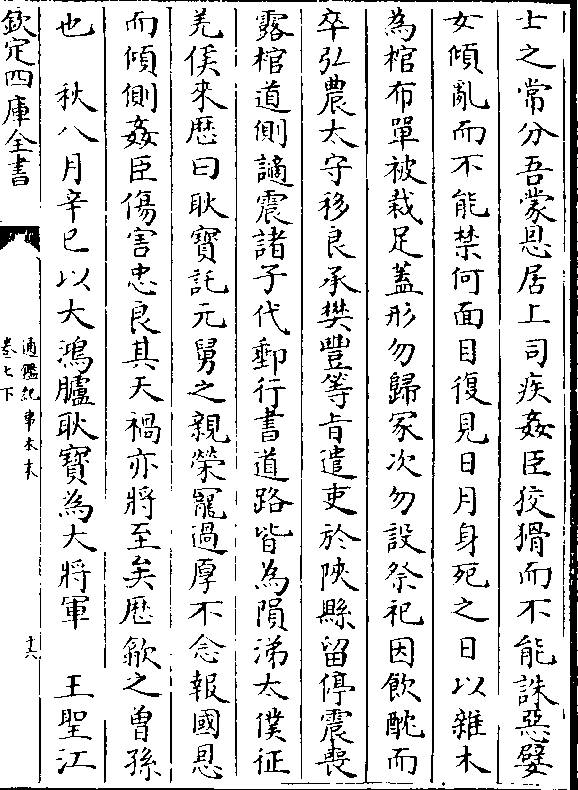 士之常分吾蒙恩居上司疾姦臣狡猾而不能誅惡嬖
女傾亂而不能禁何面目復見日月身死之日以雜木
為棺布單被裁足蓋形勿歸冢次勿設祭祀因飲酖而
卒弘農太守移良承樊豐等旨遣吏於陜縣留停震喪
露棺道側讁震諸子代郵行書道路皆為隕涕太僕征
羌侯來歴曰耿寶託元舅之親榮寵過厚不念報國恩
而傾側姦臣傷害忠良其天禍亦將至矣歴歙之曽孫
也　秋八月辛巳以大鴻臚耿寶為大將軍　王聖江
欽定四庫全書
通鑑紀事本末
卷七下
十六